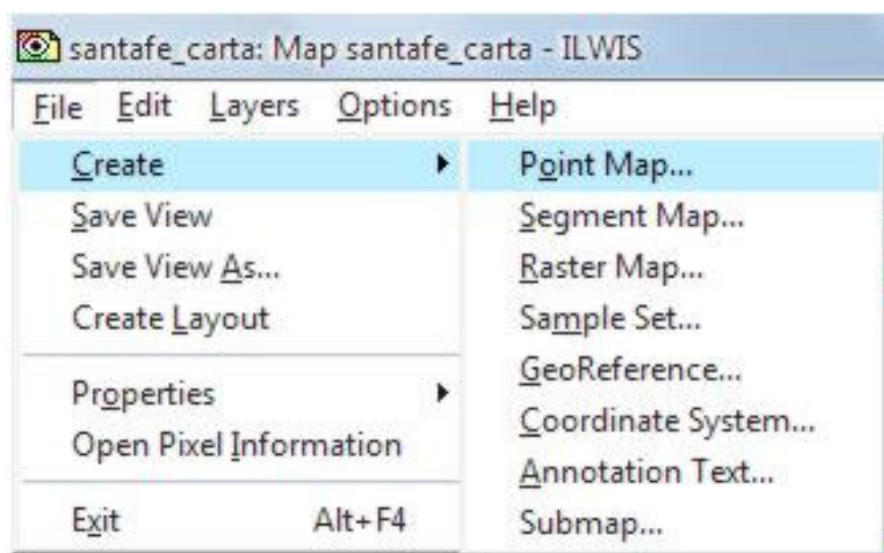 santafe_carta: Map santafe_carta - ILWIS
File Edit Layers Options Help
Create
Save View
Save View As...
Create Layout
Properties
Open Pixel Information
Exit Alt+F4
Point Map...
Segment Map...
Raster Map...
Sample Set...
GeoReference...
Coordinate System...
Annotation Text...
Submap...